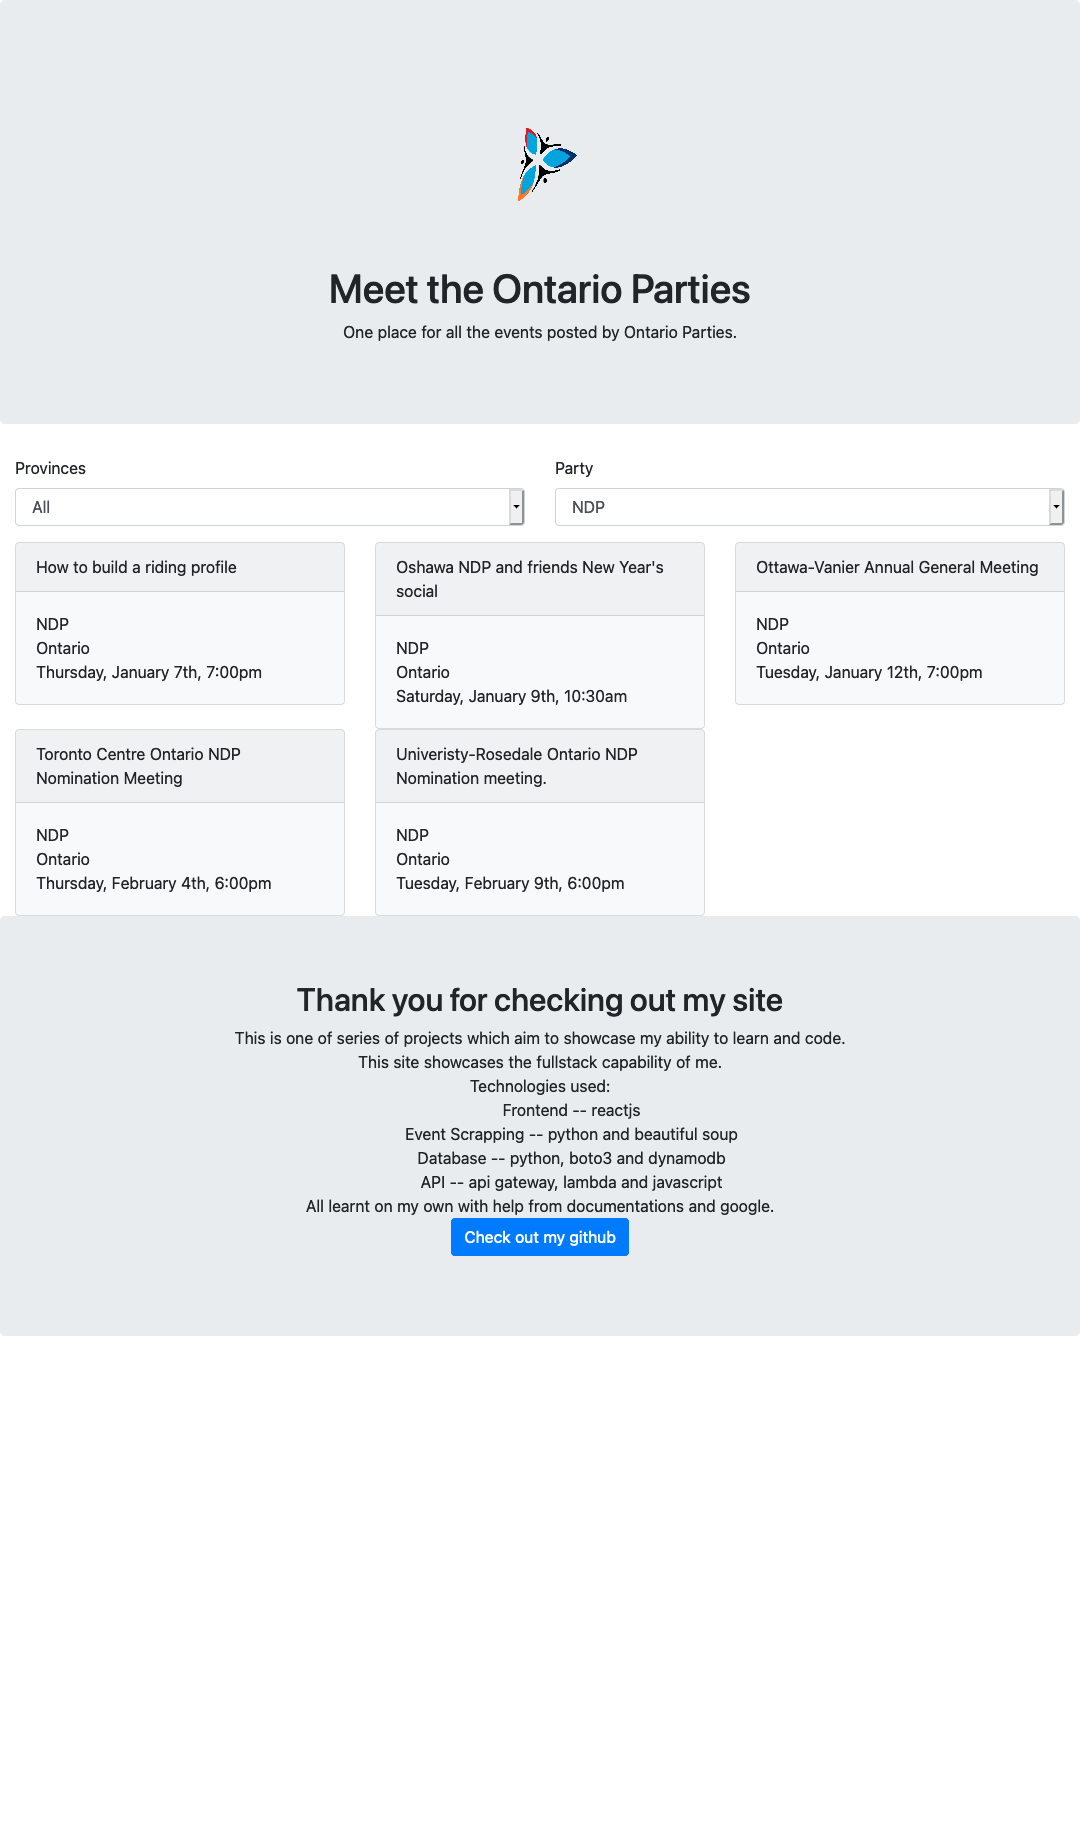 Meet the Ontario Parties
One place for all the events posted by Ontario Parties.
Provinces
All
Party
NDP
How to build a riding profile
NDP
Ontario
Thursday, January 7th, 7:00pm
Oshawa NDP and friends New Year's
social
NDP
Ontario
Saturday, January 9th, 10:30am
Ottawa-Vanier Annual General Meeting
NDP
Ontario
Tuesday, January 12th, 7:00pm
Toronto Centre Ontario NDP
Nomination Meeting
NDP
Ontario
Thursday, February 4th, 6:00pm
Univeristy-Rosedale Ontario NDP
Nomination meeting.
NDP
Ontario
Tuesday, February 9th, 6:00pm
Thank you for checking out my site
This is one of series of projects which aim to showcase my ability to learn and code.
This site showcases the fullstack capability of me.
Technologies used:
Frontend -- reactjs
Event Scrapping -- python and beautiful soup
Database -- python, boto3 and dynamodb
API -- api gateway, lambda and javascript
All learnt on my own with help from documentations and google.
Check out my github